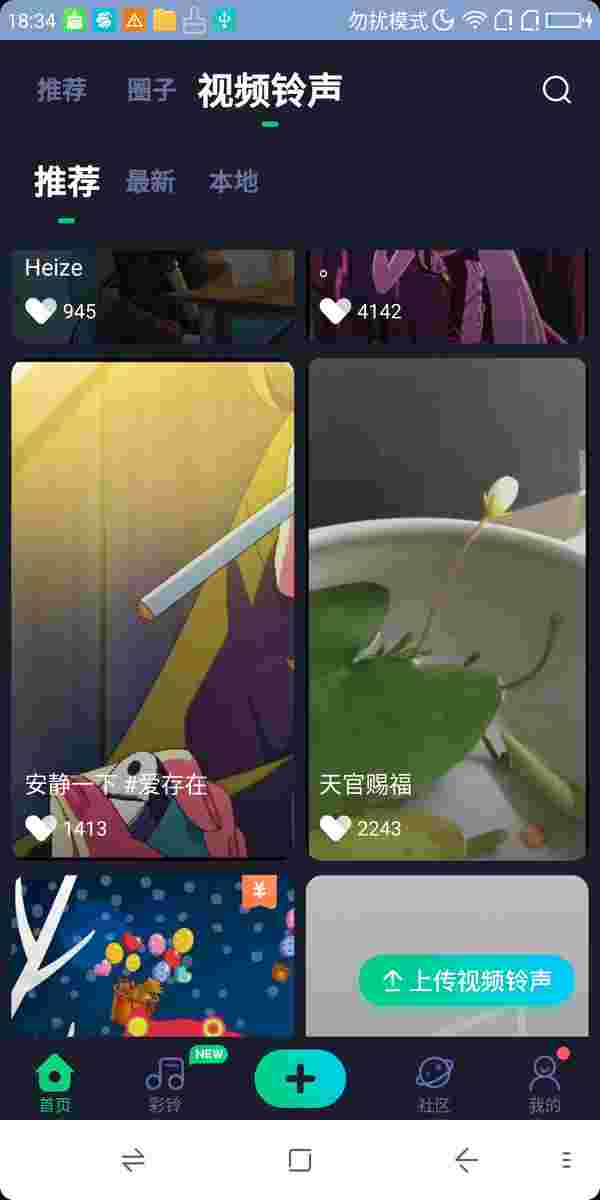 18:34 勿扰模式
推荐 圈子 视频铃声
推荐 最新 本地
Heize
945
。
4142
安静一下 #爱存在
1413
天官赐福
2243
¥
上传视频铃声
NEW
首页 彩铃 社区 我的